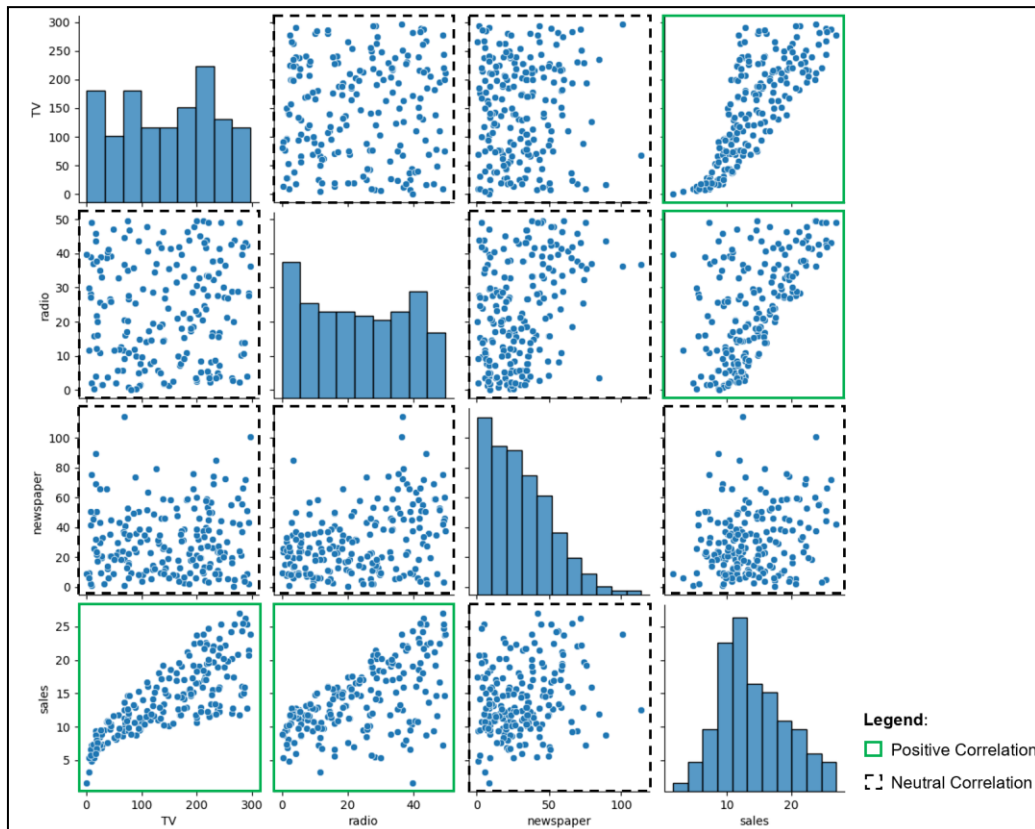 300
250
200
150
100
50
0
TV
50
40
30
20
10
0
radio
100
80
60
40
20
0
newspaper
25
20
15
10
5
sales
0 100 200 300
0 20 40
0 50 100
10 20
TV radio newspaper sales
Legend:
Positive Correlation
Neutral Correlation